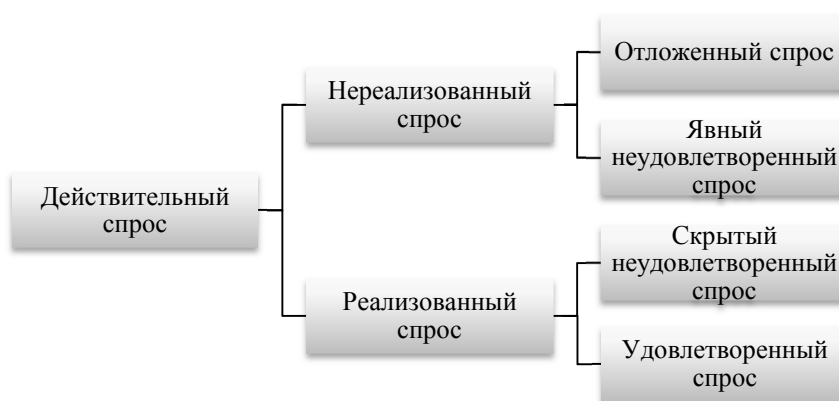 Отложенный спрос
Нереализованный
спрос
Явный
неудовлетворенный
спрос
Действительный
спрос
Скрытый
неудовлетворенный
спрос
Реализованный
спрос
Удовлетворенный
спрос